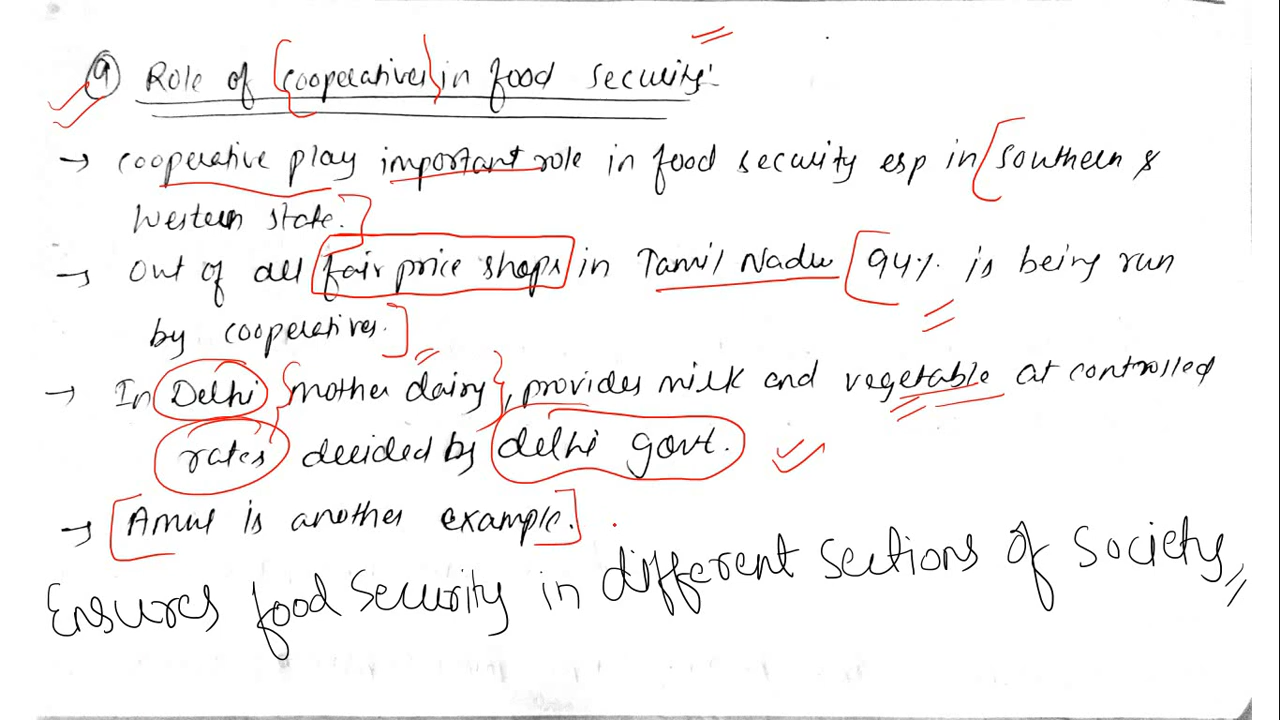 9 Role of cooperatives in food security:
→ cooperative play important role in food security esp in southern &
western state.
→ out of all fair price shops in Tamil Nadu 94% is being run
by cooperatives.
→ In Delhi mother dairy, provides milk and vegetable at controlled
rates decided by delhi govt.
→ Amul is another example.
Ensures food security in different sections of society